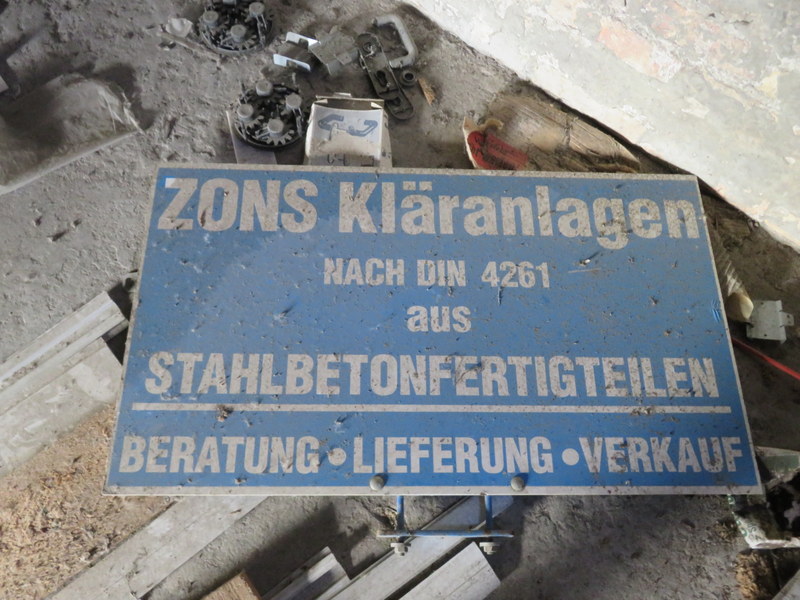 ZONS Kläranlagen
NACH DIN 4261
aus
STAHLBETONFERTIGTEILEN
BERATUNG • LIEFERUNG • VERKAUF